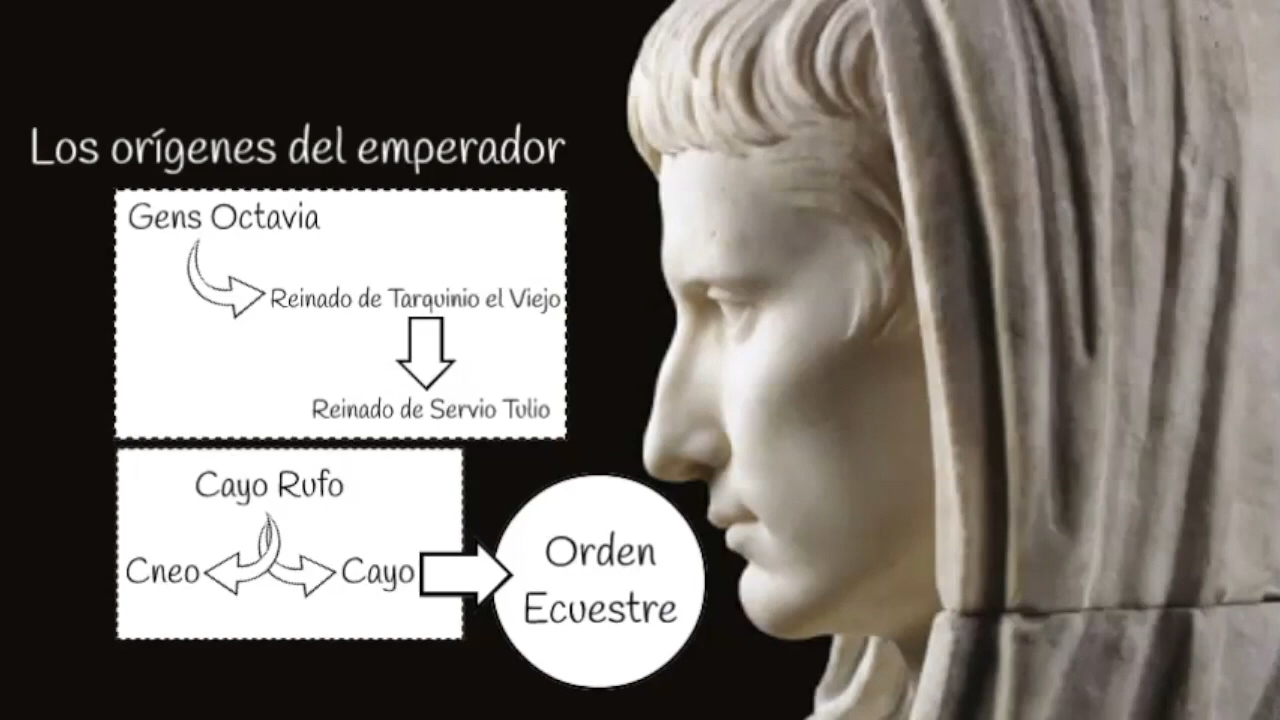 Los orígenes del emperador
Gens Octavia
Reinado de Tarquinio el Viejo
Reinado de Servio Tulio
Cayo Rufo
Cneo
Cayo
Orden
Ecuestre